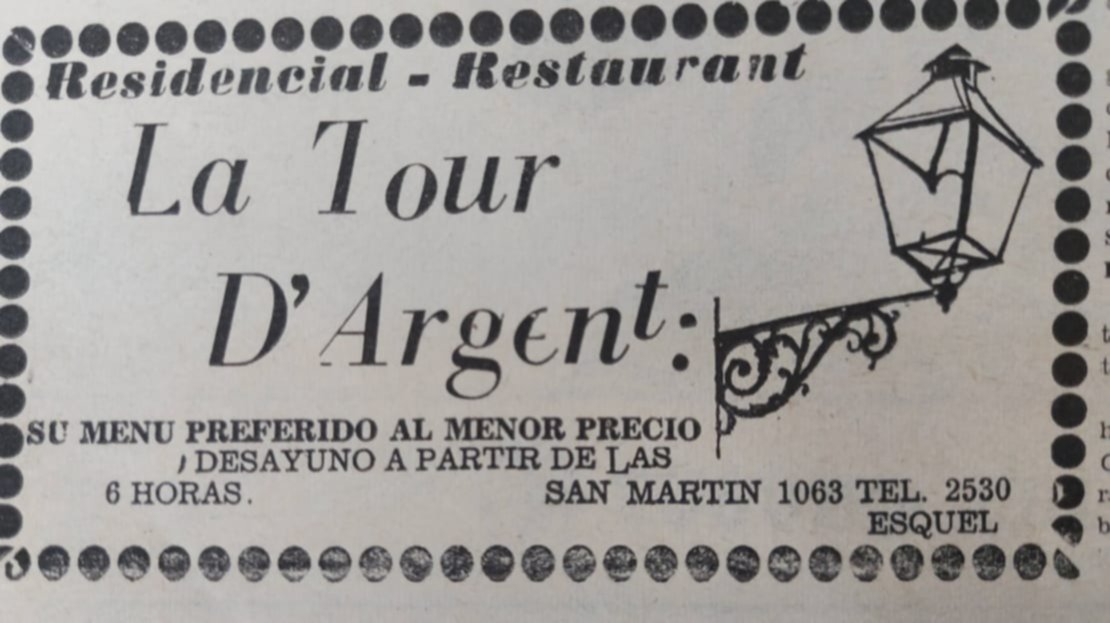 Residencial - Restaurant
La Tour
D'Argent:
SU MENU PREFERIDO AL MENOR PRECIO
, DESAYUNO A PARTIR DE LAS
6 HORAS.
SAN MARTIN 1063 TEL. 2530
ESQUEL